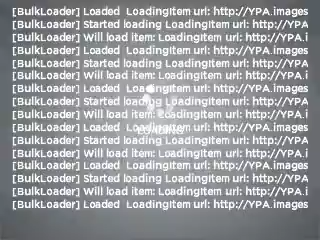 [BulkLoader] Loaded  LoadingItem url: http://YPA.images
[BulkLoader] Started loading LoadingItem url: http://YPA
[BulkLoader] Will load item: LoadingItem url: http://YPA.i
[BulkLoader] Loaded  LoadingItem url: http://YPA.images
[BulkLoader] Started loading LoadingItem url: http://YPA
[BulkLoader] Will load item: LoadingItem url: http://YPA.i
[BulkLoader] Loaded  LoadingItem url: http://YPA.images
[BulkLoader] Started loading LoadingItem url: http://YPA
[BulkLoader] Will load item: LoadingItem url: http://YPA.i
[BulkLoader] Loaded  LoadingItem url: http://YPA.images
[BulkLoader] Started loading LoadingItem url: http://YPA
[BulkLoader] Will load item: LoadingItem url: http://YPA.i
[BulkLoader] Loaded  LoadingItem url: http://YPA.images
[BulkLoader] Started loading LoadingItem url: http://YPA
[BulkLoader] Will load item: LoadingItem url: http://YPA.i
[BulkLoader] Loaded  LoadingItem url: http://YPA.images